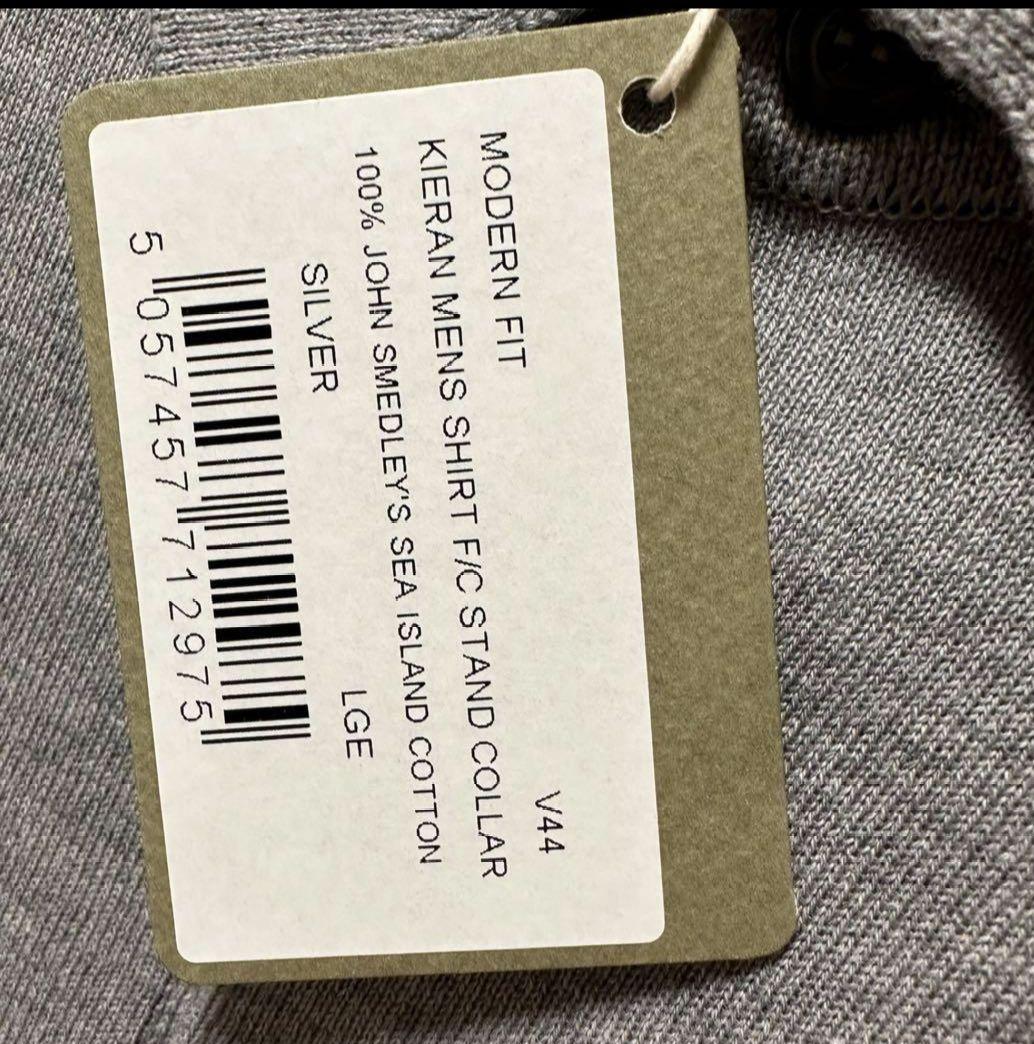 V44
MODERN FIT
KIERAN MENS SHIRT F/C STAND COLLAR
100% JOHN SMEDLEY'S SEA ISLAND COTTON
SILVER LGE
5 057457 712975